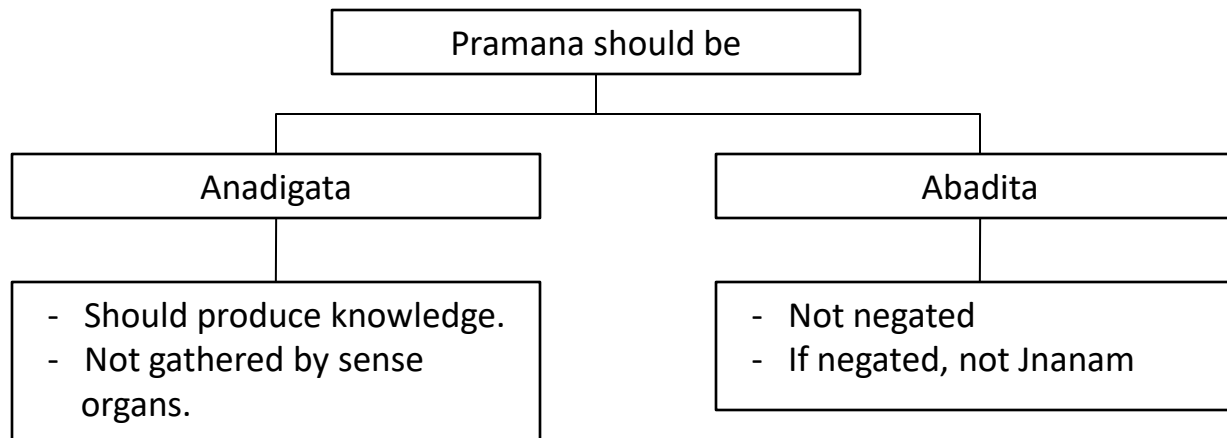 Pramana should be
Anadigata
Abadita
- Should produce knowledge.
- Not gathered by sense
organs.
- Not negated
- If negated, not Jnanam